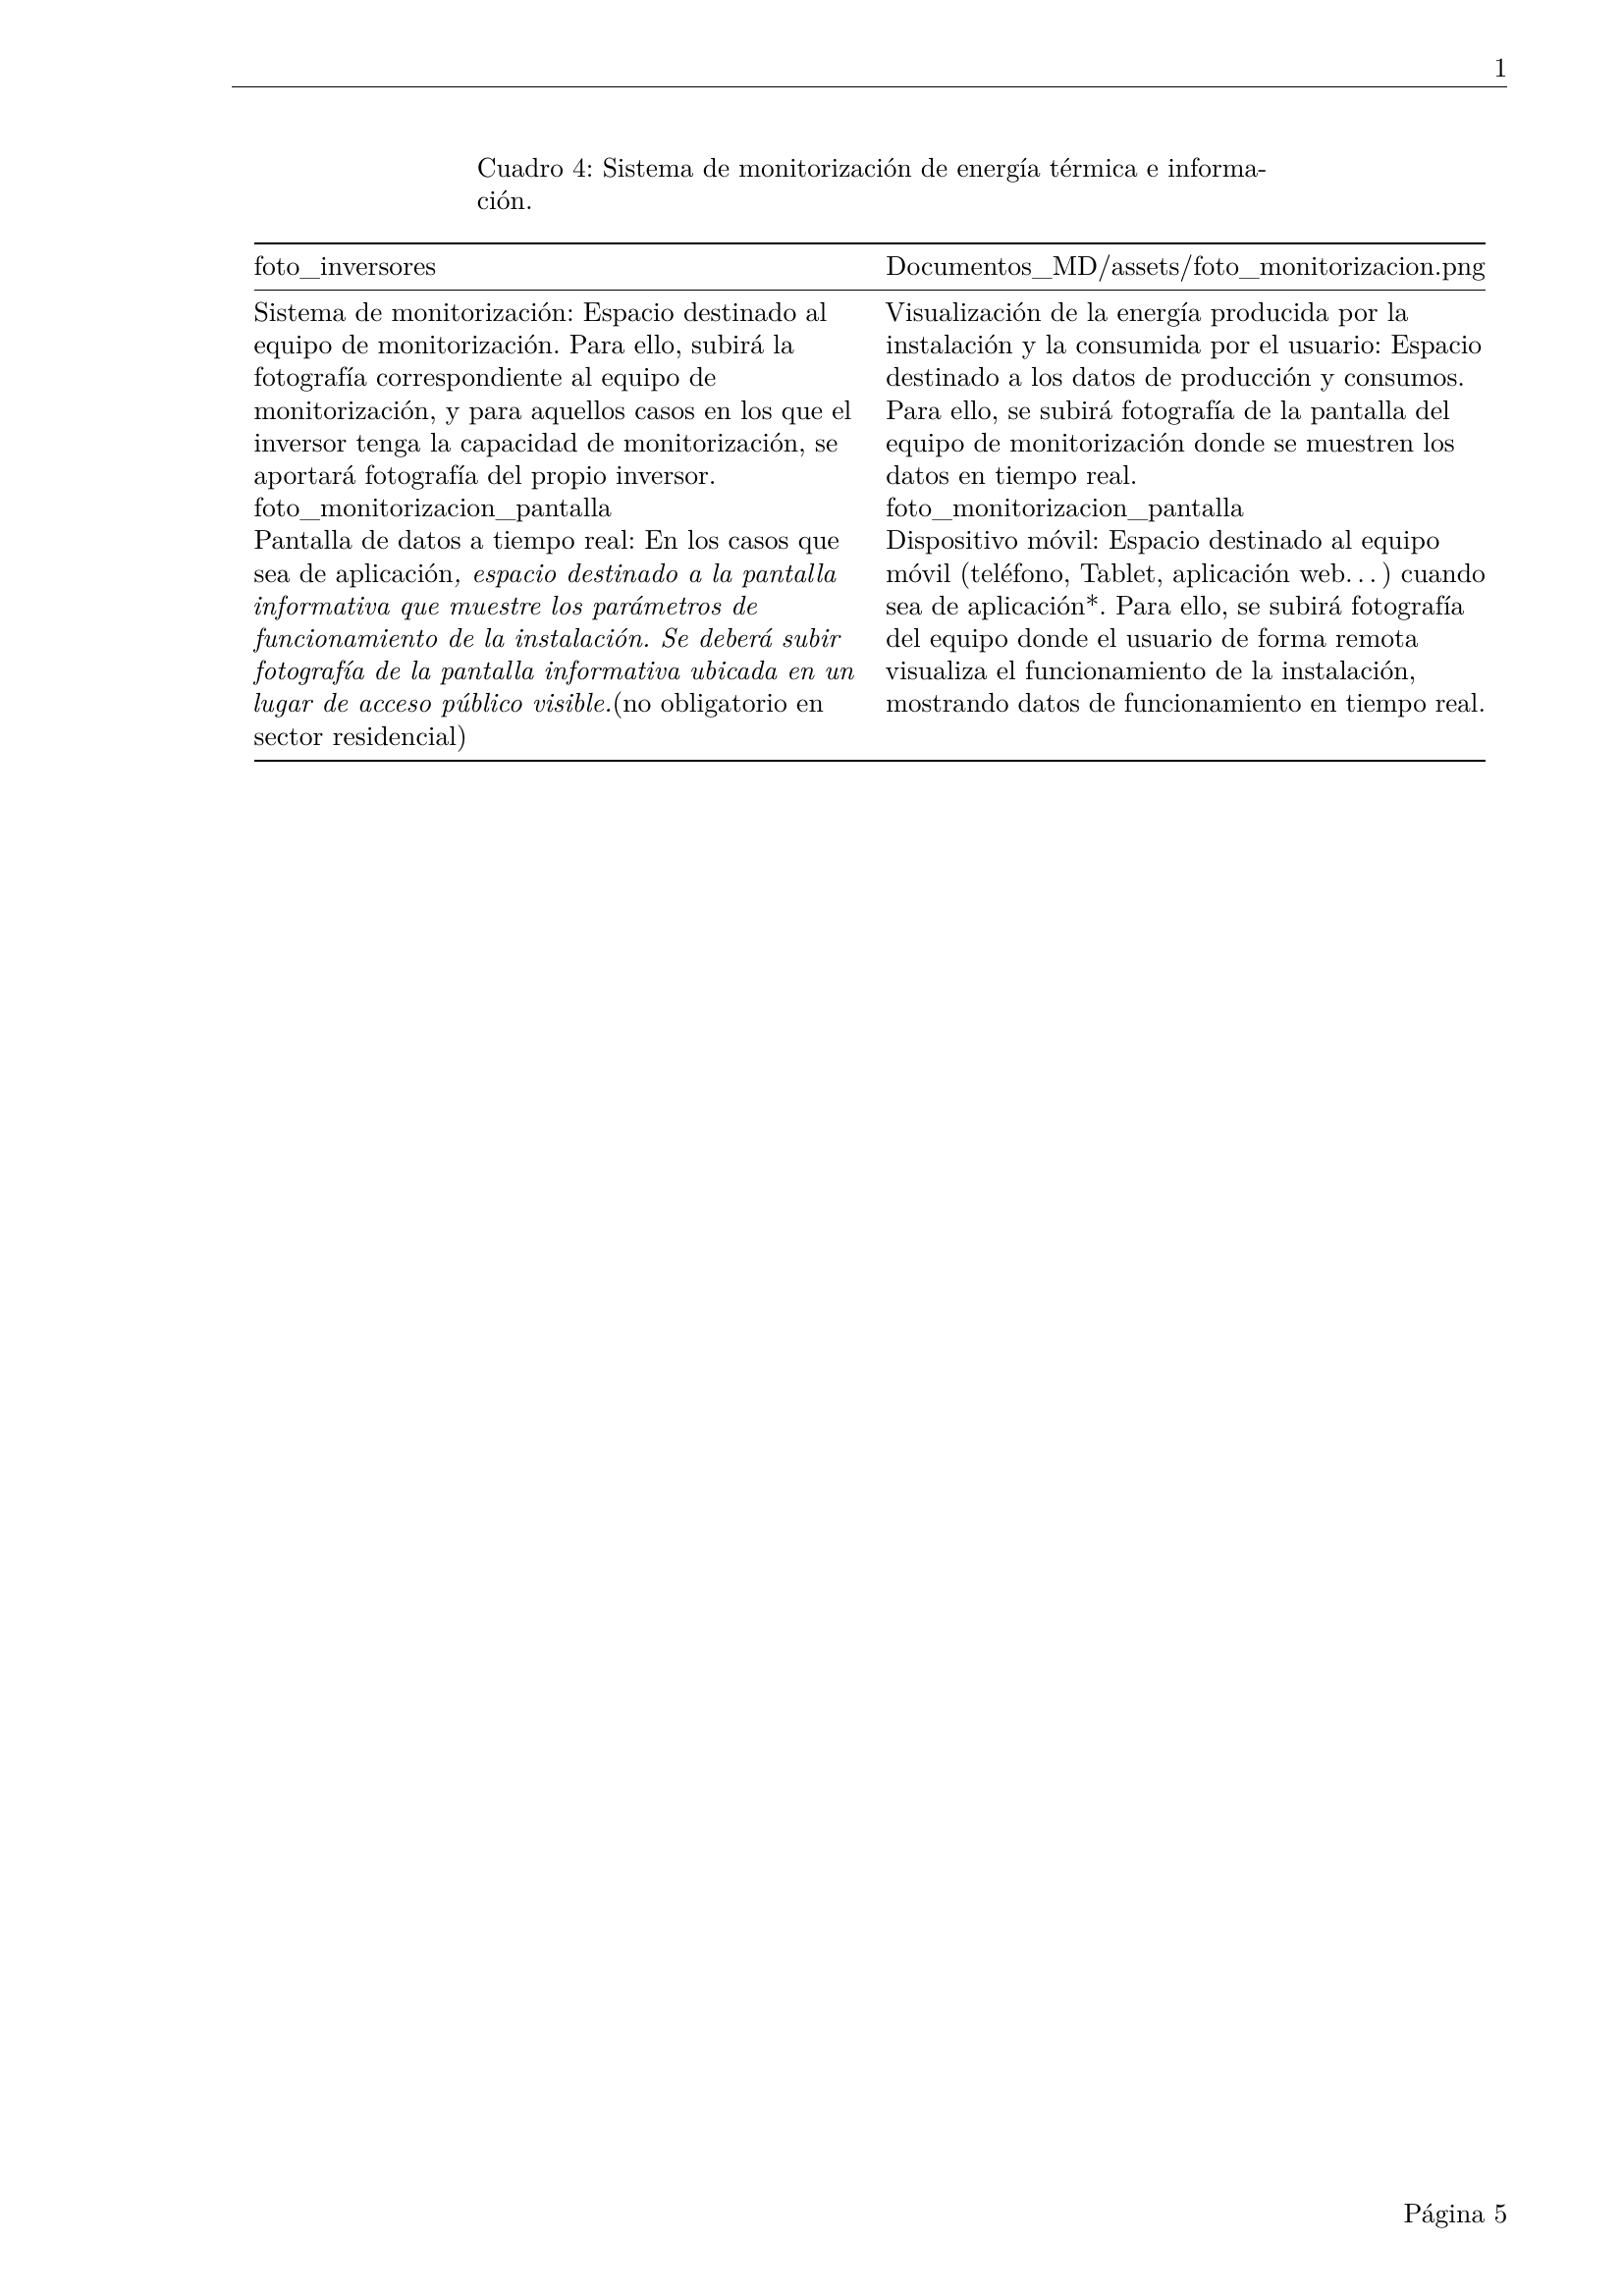 1
Cuadro 4: Sistema de monitorización de energía térmica e informa-
ción.
foto_inversores
Documentos_MD/assets/foto_monitorizacion.png
Sistema de monitorización: Espacio destinado al
equipo de monitorización. Para ello, subirá la
fotografía correspondiente al equipo de
monitorización, y para aquellos casos en los que el
inversor tenga la capacidad de monitorización, se
aportará fotografía del propio inversor.
Visualización de la energía producida por la
instalación y la consumida por el usuario: Espacio
destinado a los datos de producción y consumos.
Para ello, se subirá fotografía de la pantalla del
equipo de monitorización donde se muestren los
datos en tiempo real.
foto_monitorizacion_pantalla
foto_monitorizacion_pantalla
Pantalla de datos a tiempo real: En los casos que
sea de aplicación, espacio destinado a la pantalla
informativa que muestre los parámetros de
funcionamiento de la instalación. Se deberá subir
fotografía de la pantalla informativa ubicada en un
lugar de acceso público visible.(no obligatorio en
sector residencial)
Dispositivo móvil: Espacio destinado al equipo
móvil (teléfono, Tablet, aplicación web...) cuando
sea de aplicación*. Para ello, se subirá fotografía
del equipo donde el usuario de forma remota
visualiza el funcionamiento de la instalación,
mostrando datos de funcionamiento en tiempo real.
Página 5